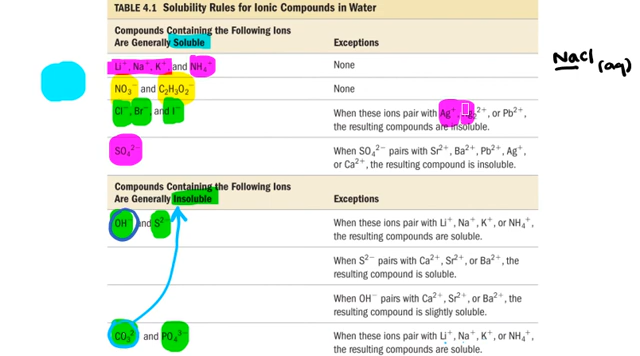 TABLE 4.1 Solubility Rules for Ionic Compounds in Water
Compounds Containing the Following Ions
Are Generally Soluble
Exceptions
Li⁺, Na⁺, K⁺ and NH₄⁺
None
NaCl (aq)
NO₃⁻ and C₂H₃O₂⁻
None
Cl⁻, Br⁻, and I⁻
When these ions pair with Ag⁺, Hg₂²⁺, or Pb²⁺,
the resulting compounds are insoluble.
SO₄²⁻
When SO₄²⁻ pairs with Sr²⁺, Ba²⁺, Pb²⁺, Ag⁺
or Ca²⁺, the resulting compound is insoluble.
Compounds Containing the Following Ions
Are Generally Insoluble
Exceptions
OH⁻ and S²⁻
When these ions pair with Li⁺, Na⁺, K⁺, or NH₄⁺,
the resulting compounds are soluble.
When S²⁻ pairs with Ca²⁺, Sr²⁺, or Ba²⁺, the
resulting compound is soluble.
When OH⁻ pairs with Ca²⁺, Sr²⁺, or Ba²⁺, the
resulting compound is slightly soluble.
CO₃²⁻ and PO₄³⁻
When these ions pair with Li⁺, Na⁺, K⁺, or NH₄⁺,
the resulting compounds are soluble.